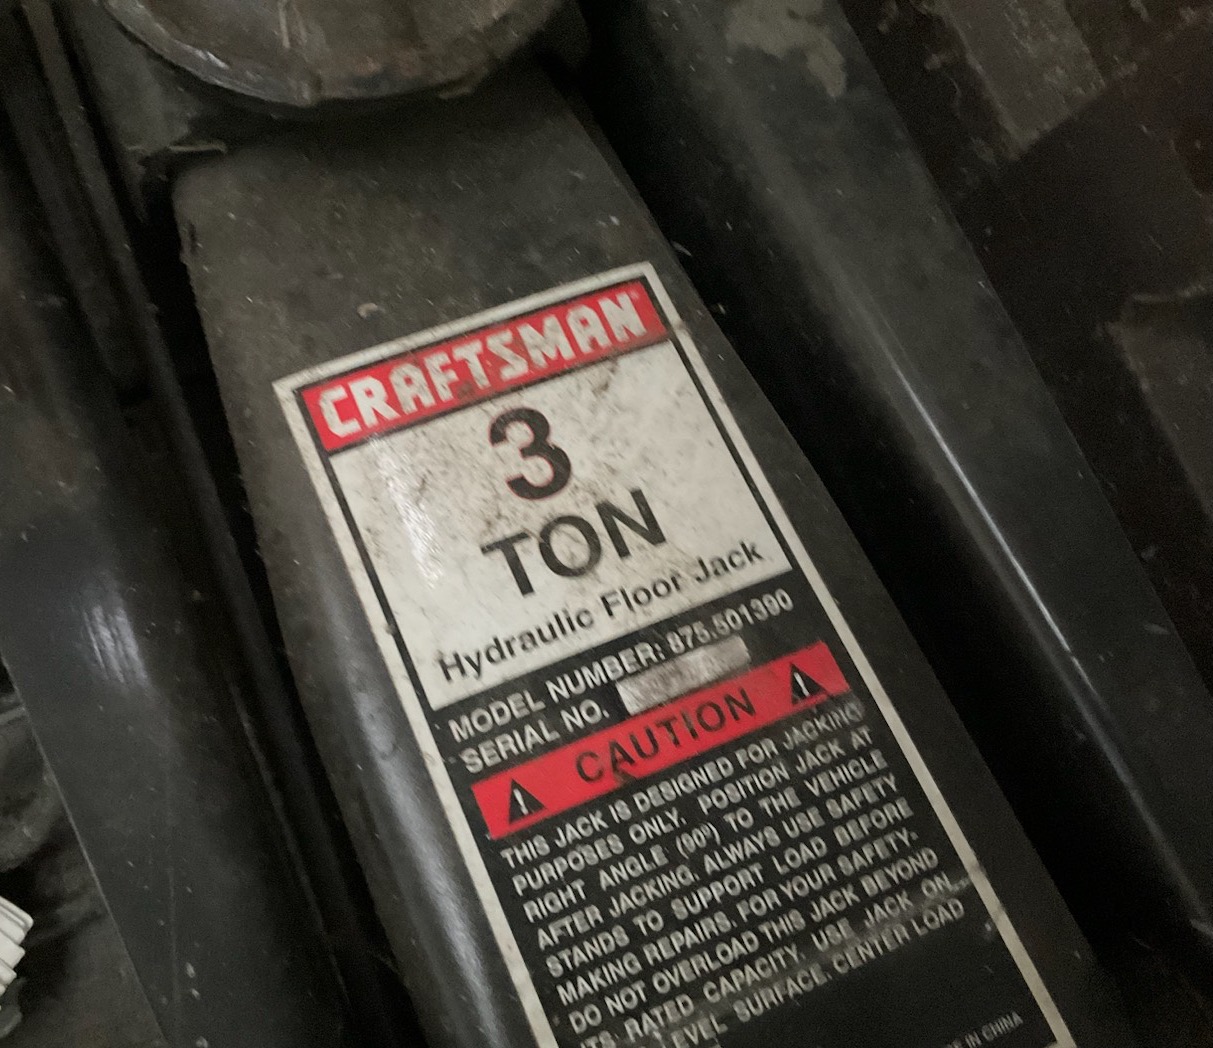 CRAFTSMAN
3
TON
Hydraulic Floor Jack
MODEL NUMBER: 875.501390
SERIAL NO.
CAUTION
THIS JACK IS DESIGNED FOR JACKING
PURPOSES ONLY. POSITION JACK AT
RIGHT ANGLE (90º) TO THE VEHICLE
AFTER JACKING, ALWAYS USE SAFETY
STANDS TO SUPPORT LOAD BEFORE
MAKING REPAIRS. FOR YOUR SAFETY.
DO NOT OVERLOAD THIS JACK BEYOND
ITS RATED CAPACITY. USE JACK ON
LEVEL SURFACE. CENTER LOAD
IN CHINA